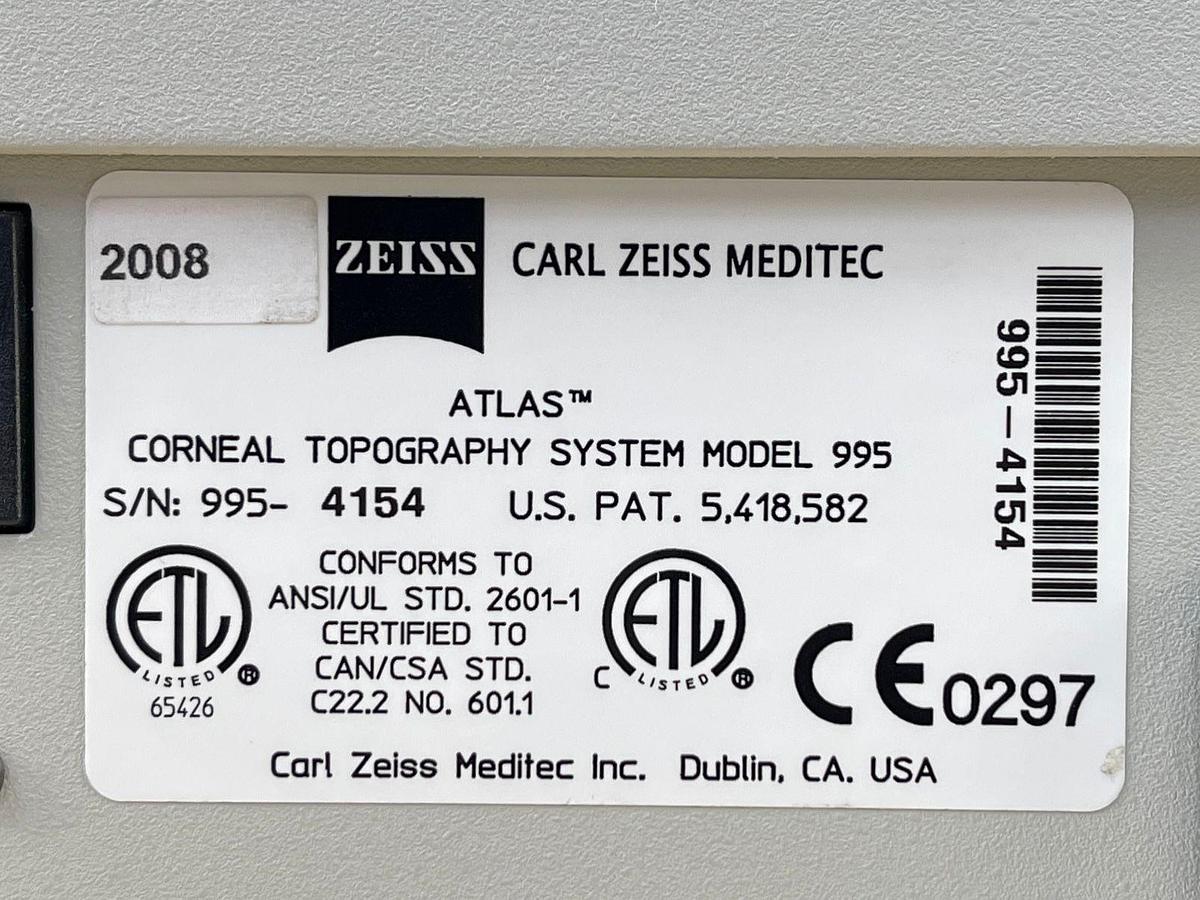 2008
ZEISS
CARL ZEISS MEDITEC
995-4154
ATLAS™
CORNEAL TOPOGRAPHY SYSTEM MODEL 995
S/N: 995- 4154 U.S. PAT. 5,418,582
CONFORMS TO
ANSI/UL STD. 2601-1
CERTIFIED TO
CAN/CSA STD.
C22.2 NO. 601.1
ETL
LISTED ®
65426
C ETL
LISTED ®
CE 0297
Carl Zeiss Meditec Inc. Dublin, CA. USA